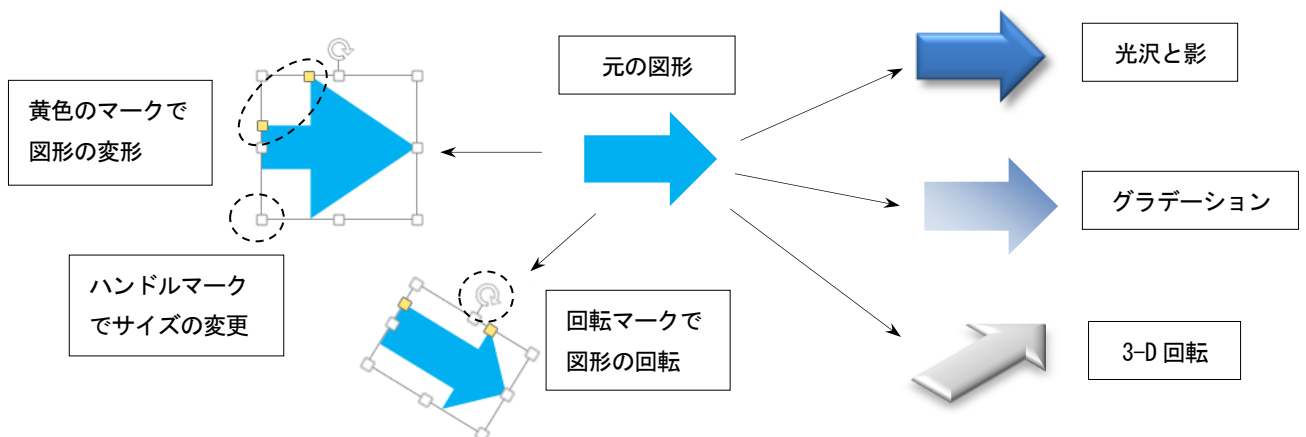 元の図形
光沢と影
黄色のマークで
図形の変形
グラデーション
ハンドルマーク
でサイズの変更
回転マークで
図形の回転
3-D 回転